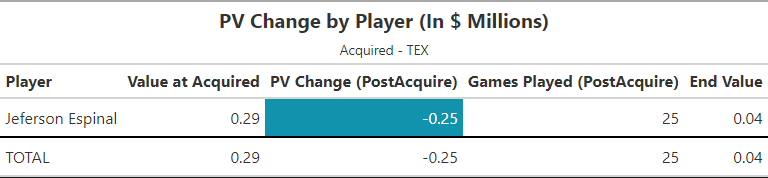 PV Change by Player (In $ Millions)
Acquired - TEX
Player Value at Acquired PV Change (PostAcquire) Games Played (PostAcquire) End Value
Jeferson Espinal 0.29 -0.25 25 0.04
TOTAL 0.29 -0.25 25 0.04